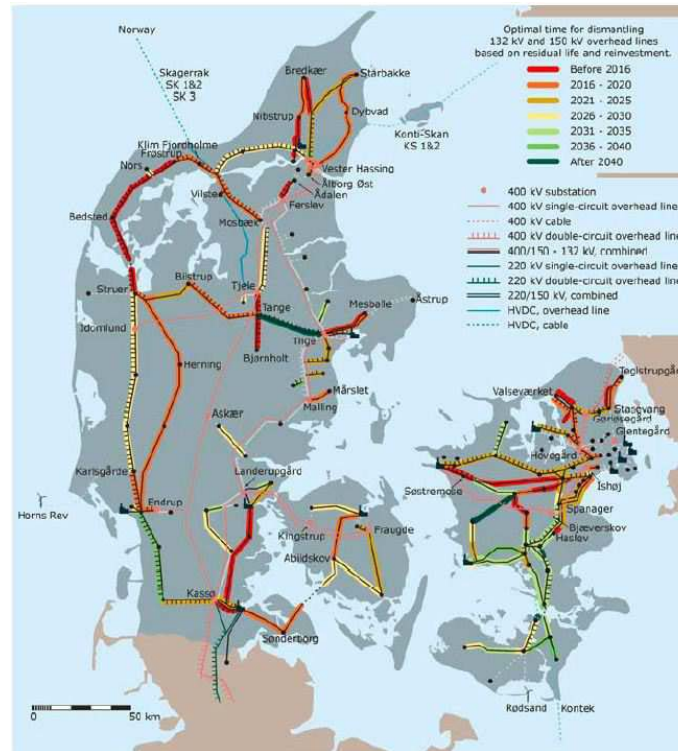 Norway
Optimal time for dismantling
132 kV and 150 kV overhead lines
based on residual life and reinvestment.
Before 2016
2016 - 2020
2021 - 2025
2026 - 2030
2031 - 2035
2036 - 2040
After 2040
400 kV substation
400 kV single-circuit overhead line
400 kV cable
400 kV double-circuit overhead line
400/150 - 132 kV, combined
220 kV single-circuit overhead line
220 kV double-circuit overhead line
220/150 kV, combined
HVDC, overhead line
HVDC, cable
Skagerrak
SK 1&2
SK 3
Bredkær
Starbakke
Dybvad
Nibstrup
Konti-Skan
KS 1&2
Klim Fjordholme
Frøstrup
Nors
Vester Hassing
Ålborg Øst
Ådalen
Vilsted
Ferslev
Bedsted
Mosbæk
Struer
Bilstrup
Tjele
Tange
Mesballe
Åstrup
Idomlund
Trige
Bjørnholt
Herning
Mårslet
Malling
Askær
Karlsgårde
Landerupgård
Horns Rev
Endrup
Kingstrup
Fraugde
Abildskov
Kassø
Sønderborg
Teglstrupgård
Valseværket
Stasevang
Gørløsegård
Glentegård
Hovegård
Ishøj
Søstremose
Spanager
Bjæverskov
Haslev
0
50 km
Rødsand
Kontek